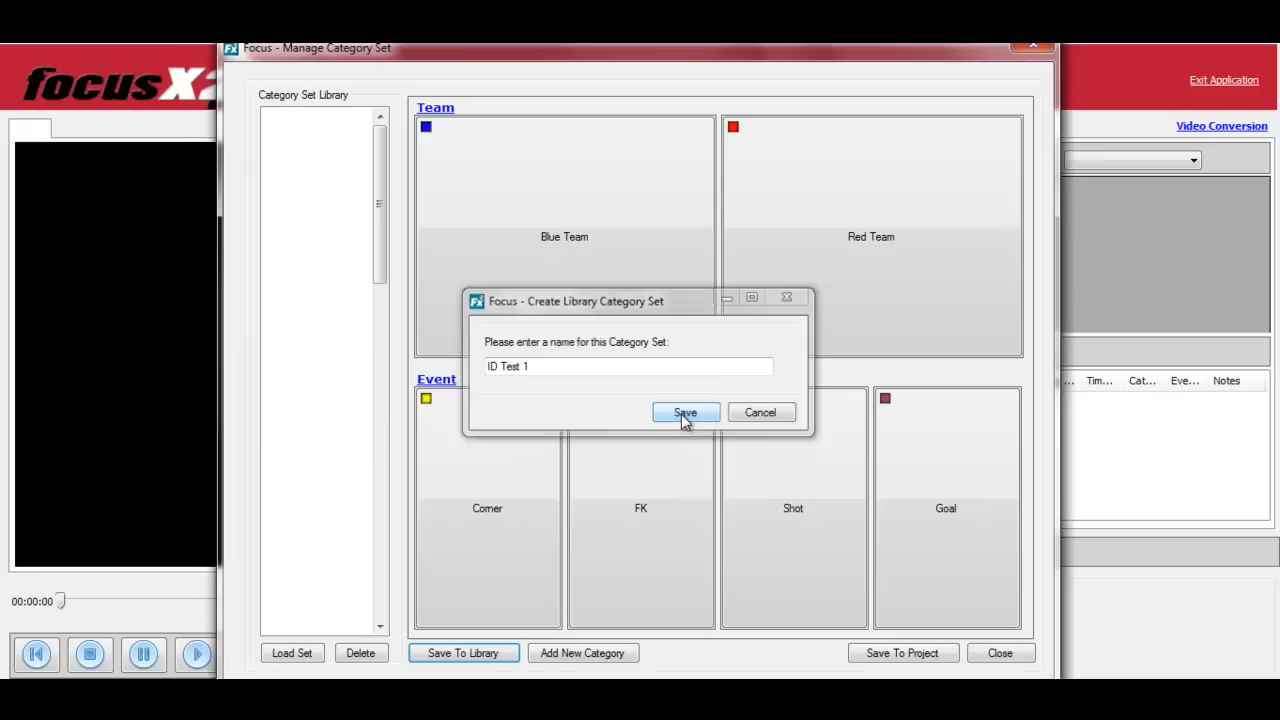 Focus - Manage Category Set
focusX2
Exit Application
Category Set Library
Team
Video Conversion
Blue Team
Red Team
Focus - Create Library Category Set
Please enter a name for this Category Set:
ID Test 1
Save
Cancel
Event
... Tim... Cat... Eve... Notes
Corner
FK
Shot
Goal
00:00:00
Load Set
Delete
Save To Library
Add New Category
Save To Project
Close